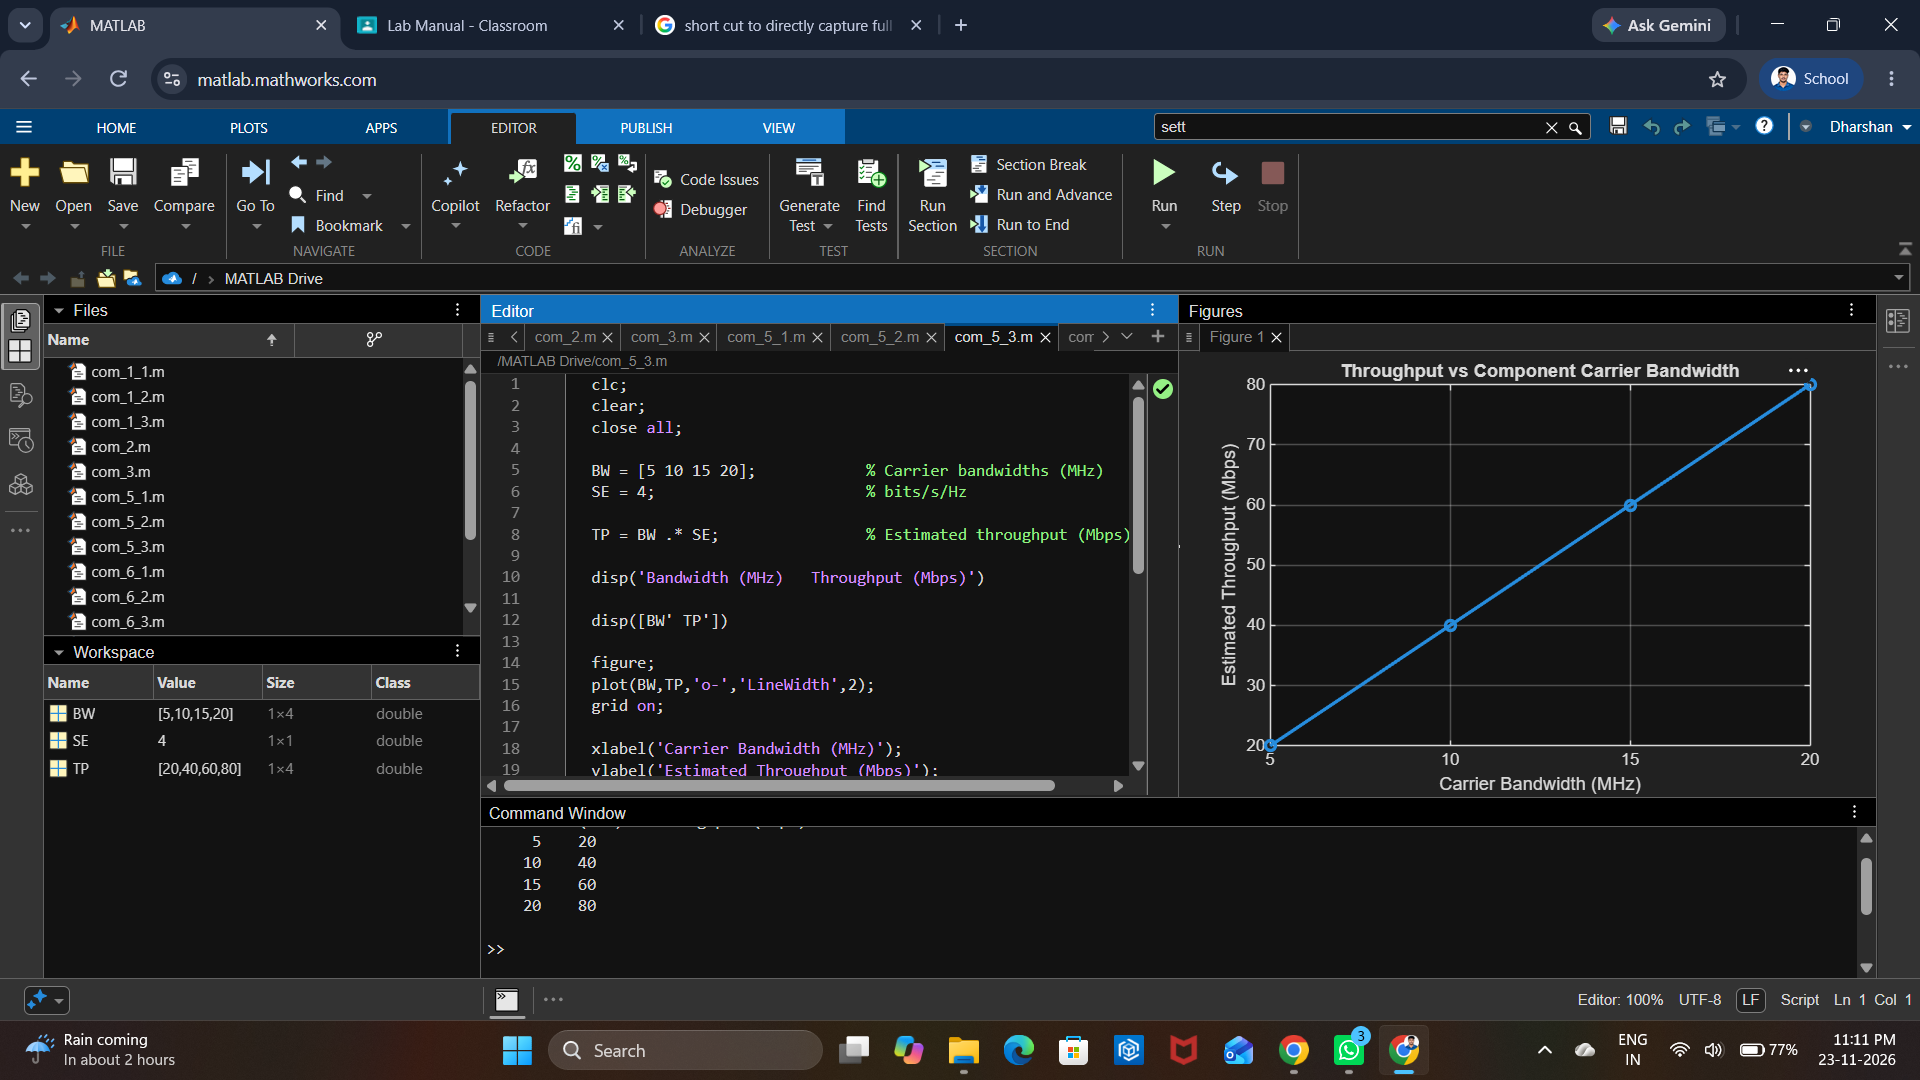 MATLAB
Lab Manual - Classroom
short cut to directly capture full
Ask Gemini
matlab.mathworks.com
School
HOME
PLOTS
APPS
EDITOR
PUBLISH
VIEW
sett
Dharshan
New
Open
Save
Compare
FILE
Go To
Find
Bookmark
NAVIGATE
Copilot
Refactor
CODE
Code Issues
Debugger
ANALYZE
Generate
Test
Find
Tests
TEST
Run
Section
Section Break
Run and Advance
Run to End
SECTION
Run
Step
Stop
RUN
/ › MATLAB Drive
Files
Name
com_1_1.m
com_1_2.m
com_1_3.m
com_2.m
com_3.m
com_5_1.m
com_5_2.m
com_5_3.m
com_6_1.m
com_6_2.m
com_6_3.m
Workspace
Name Value Size Class
BW [5,10,15,20] 1×4 double
SE 4 1×1 double
TP [20,40,60,80] 1×4 double
Editor
com_2.m
com_3.m
com_5_1.m
com_5_2.m
com_5_3.m
com
/MATLAB Drive/com_5_3.m
1 clc;
2 clear;
3 close all;
4
5 BW = [5 10 15 20]; % Carrier bandwidths (MHz)
6 SE = 4; % bits/s/Hz
7
8 TP = BW .* SE; % Estimated throughput (Mbps)
9
10 disp('Bandwidth (MHz)   Throughput (Mbps)')
11
12 disp([BW' TP'])
13
14 figure;
15 plot(BW,TP,'o-','LineWidth',2);
16 grid on;
17
18 xlabel('Carrier Bandwidth (MHz)');
19 ylabel('Estimated Throughput (Mbps)');
Figures
Figure 1
Throughput vs Component Carrier Bandwidth
80
70
60
50
40
30
20
Estimated Throughput (Mbps)
5 10 15 20
Carrier Bandwidth (MHz)
Command Window
5 20
10 40
15 60
20 80
>>
Editor: 100% UTF-8 LF Script Ln 1 Col 1
Rain coming
In about 2 hours
Search
3
ENG
IN
77%
11:11 PM
23-11-2026